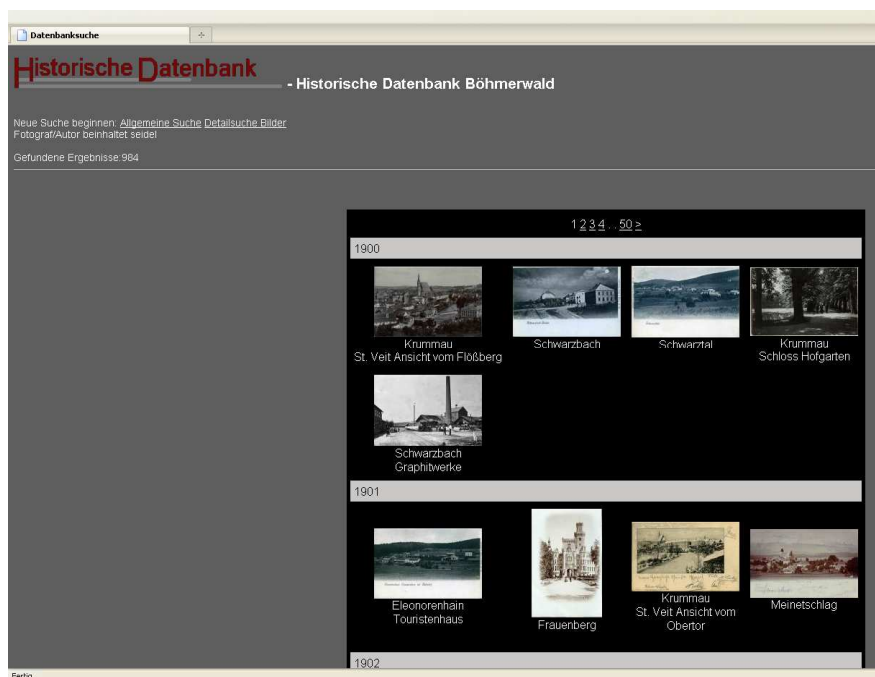 Datenbanksuche
Historische Datenbank - Historische Datenbank Böhmerwald
Neue Suche beginnen: Allgemeine Suche Detailsuche Bilder
Fotograf/Autor beinhaltet seidel
Gefundene Ergebnisse:984
1 2 3 4 . . 50 >
1900
Krummau
St. Veit Ansicht vom Flößberg
Schwarzbach
Schwarztal
Krummau
Schloss Hofgarten
Schwarzbach
Graphitwerke
1901
Eleonorenhain
Touristenhaus
Frauenberg
Krummau
St. Veit Ansicht vom
Obertor
Meinetschlag
1902
Fertig